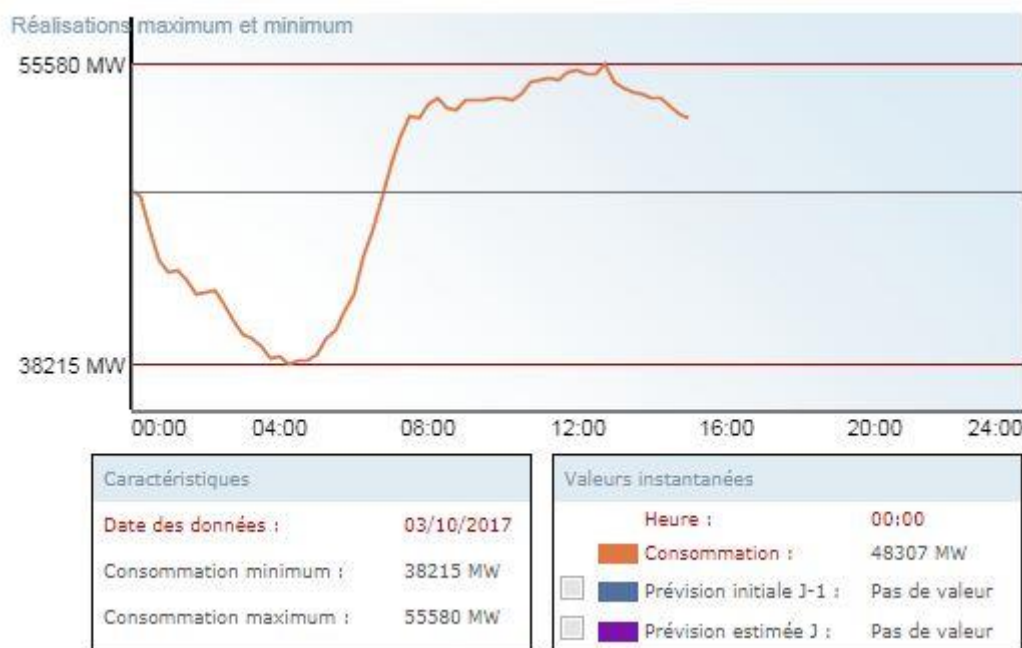 Réalisations maximum et minimum
55580 MW
38215 MW
00:00 04:00 08:00 12:00 16:00 20:00 24:00
Caractéristiques
Date des données : 03/10/2017
Consommation minimum : 38215 MW
Consommation maximum : 55580 MW
Valeurs instantanées
Heure : 00:00
Consommation : 48307 MW
Prévision initiale J-1 : Pas de valeur
Prévision estimée J : Pas de valeur